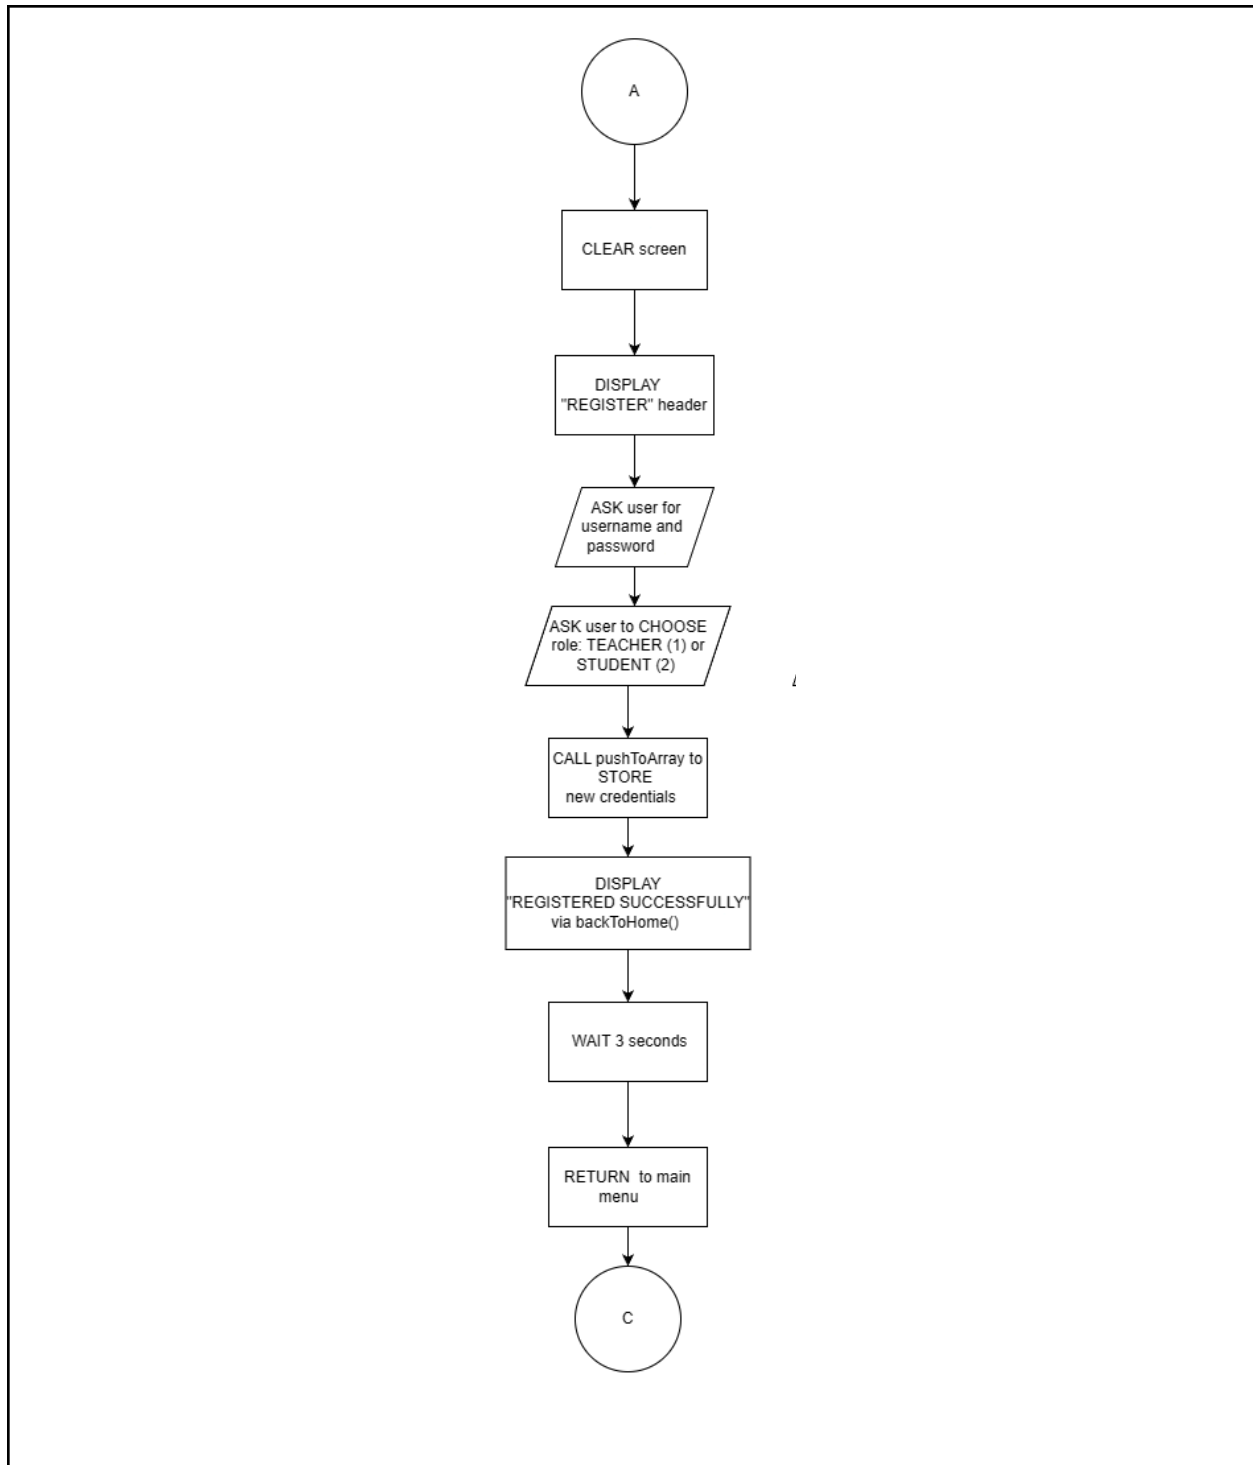 A
CLEAR screen
DISPLAY
"REGISTER" header
ASK user for
username and
password
ASK user to CHOOSE
role: TEACHER (1) or
STUDENT (2)
CALL pushToArray to
STORE
new credentials
DISPLAY
"REGISTERED SUCCESSFULLY"
via backToHome()
WAIT 3 seconds
RETURN  to main
menu
C